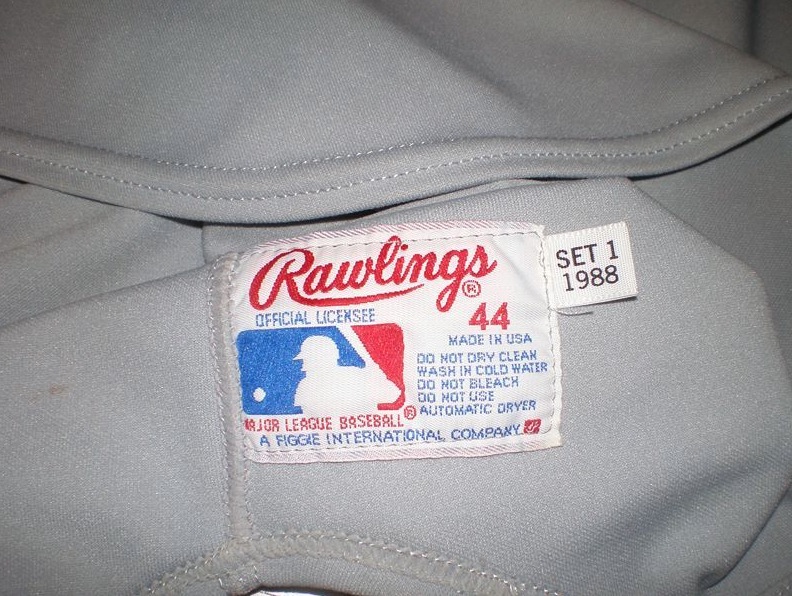 Rawlings®
OFFICIAL LICENSEE
44
MADE IN USA
DO NOT DRY CLEAN
WASH IN COLD WATER
DO NOT BLEACH
DO NOT USE
AUTOMATIC DRYER
AJOR LEAGUE BASEBALL®
A FIGGIE INTERNATIONAL COMPANY
SET 1
1988